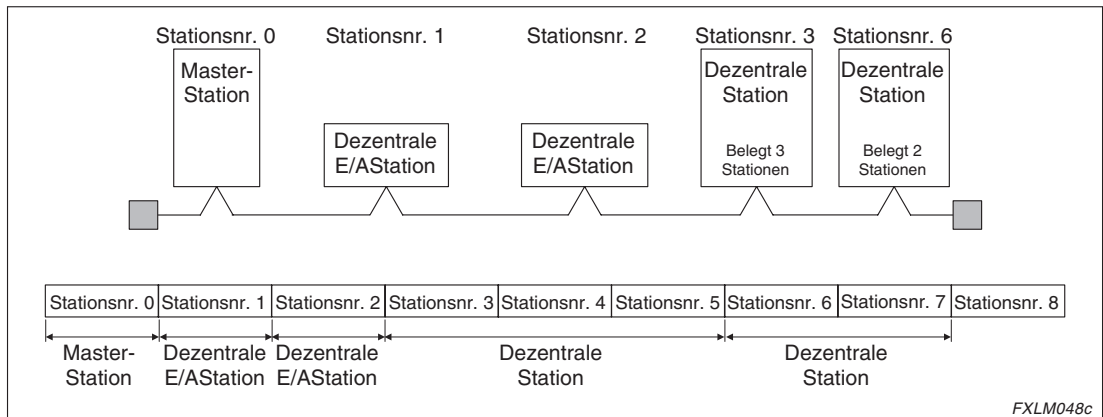 Stationsnr. 0 Stationsnr. 1 Stationsnr. 2 Stationsnr. 3 Stationsnr. 6
Master-
Station
Dezentrale
E/AStation
Dezentrale
E/AStation
Dezentrale
Station
Belegt 3
Stationen
Dezentrale
Station
Belegt 2
Stationen
Stationsnr. 0 Stationsnr. 1 Stationsnr. 2 Stationsnr. 3 Stationsnr. 4 Stationsnr. 5 Stationsnr. 6 Stationsnr. 7 Stationsnr. 8
Master-
Station
Dezentrale
E/AStation
Dezentrale
E/AStation
Dezentrale
Station
Dezentrale
Station
FXLM048c